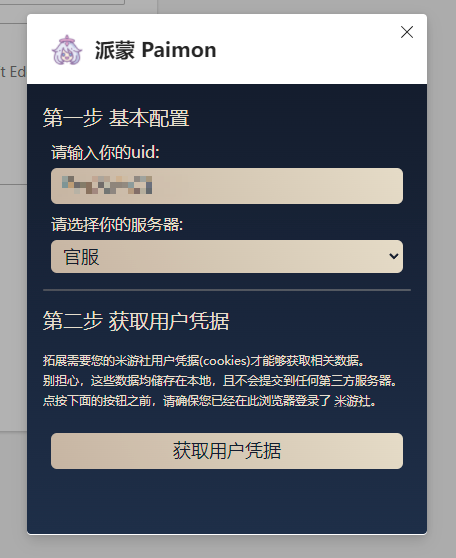 派蒙 Paimon
t Ed
第一步 基本配置
请输入你的uid:
请选择你的服务器:
官服
第二步 获取用户凭据
拓展需要您的米游社用户凭据(cookies)才能够获取相关数据。
别担心，这些数据均储存在本地，且不会提交到任何第三方服务器。
点按下面的按钮之前，请确保您已经在此浏览器登录了 米游社。
获取用户凭据